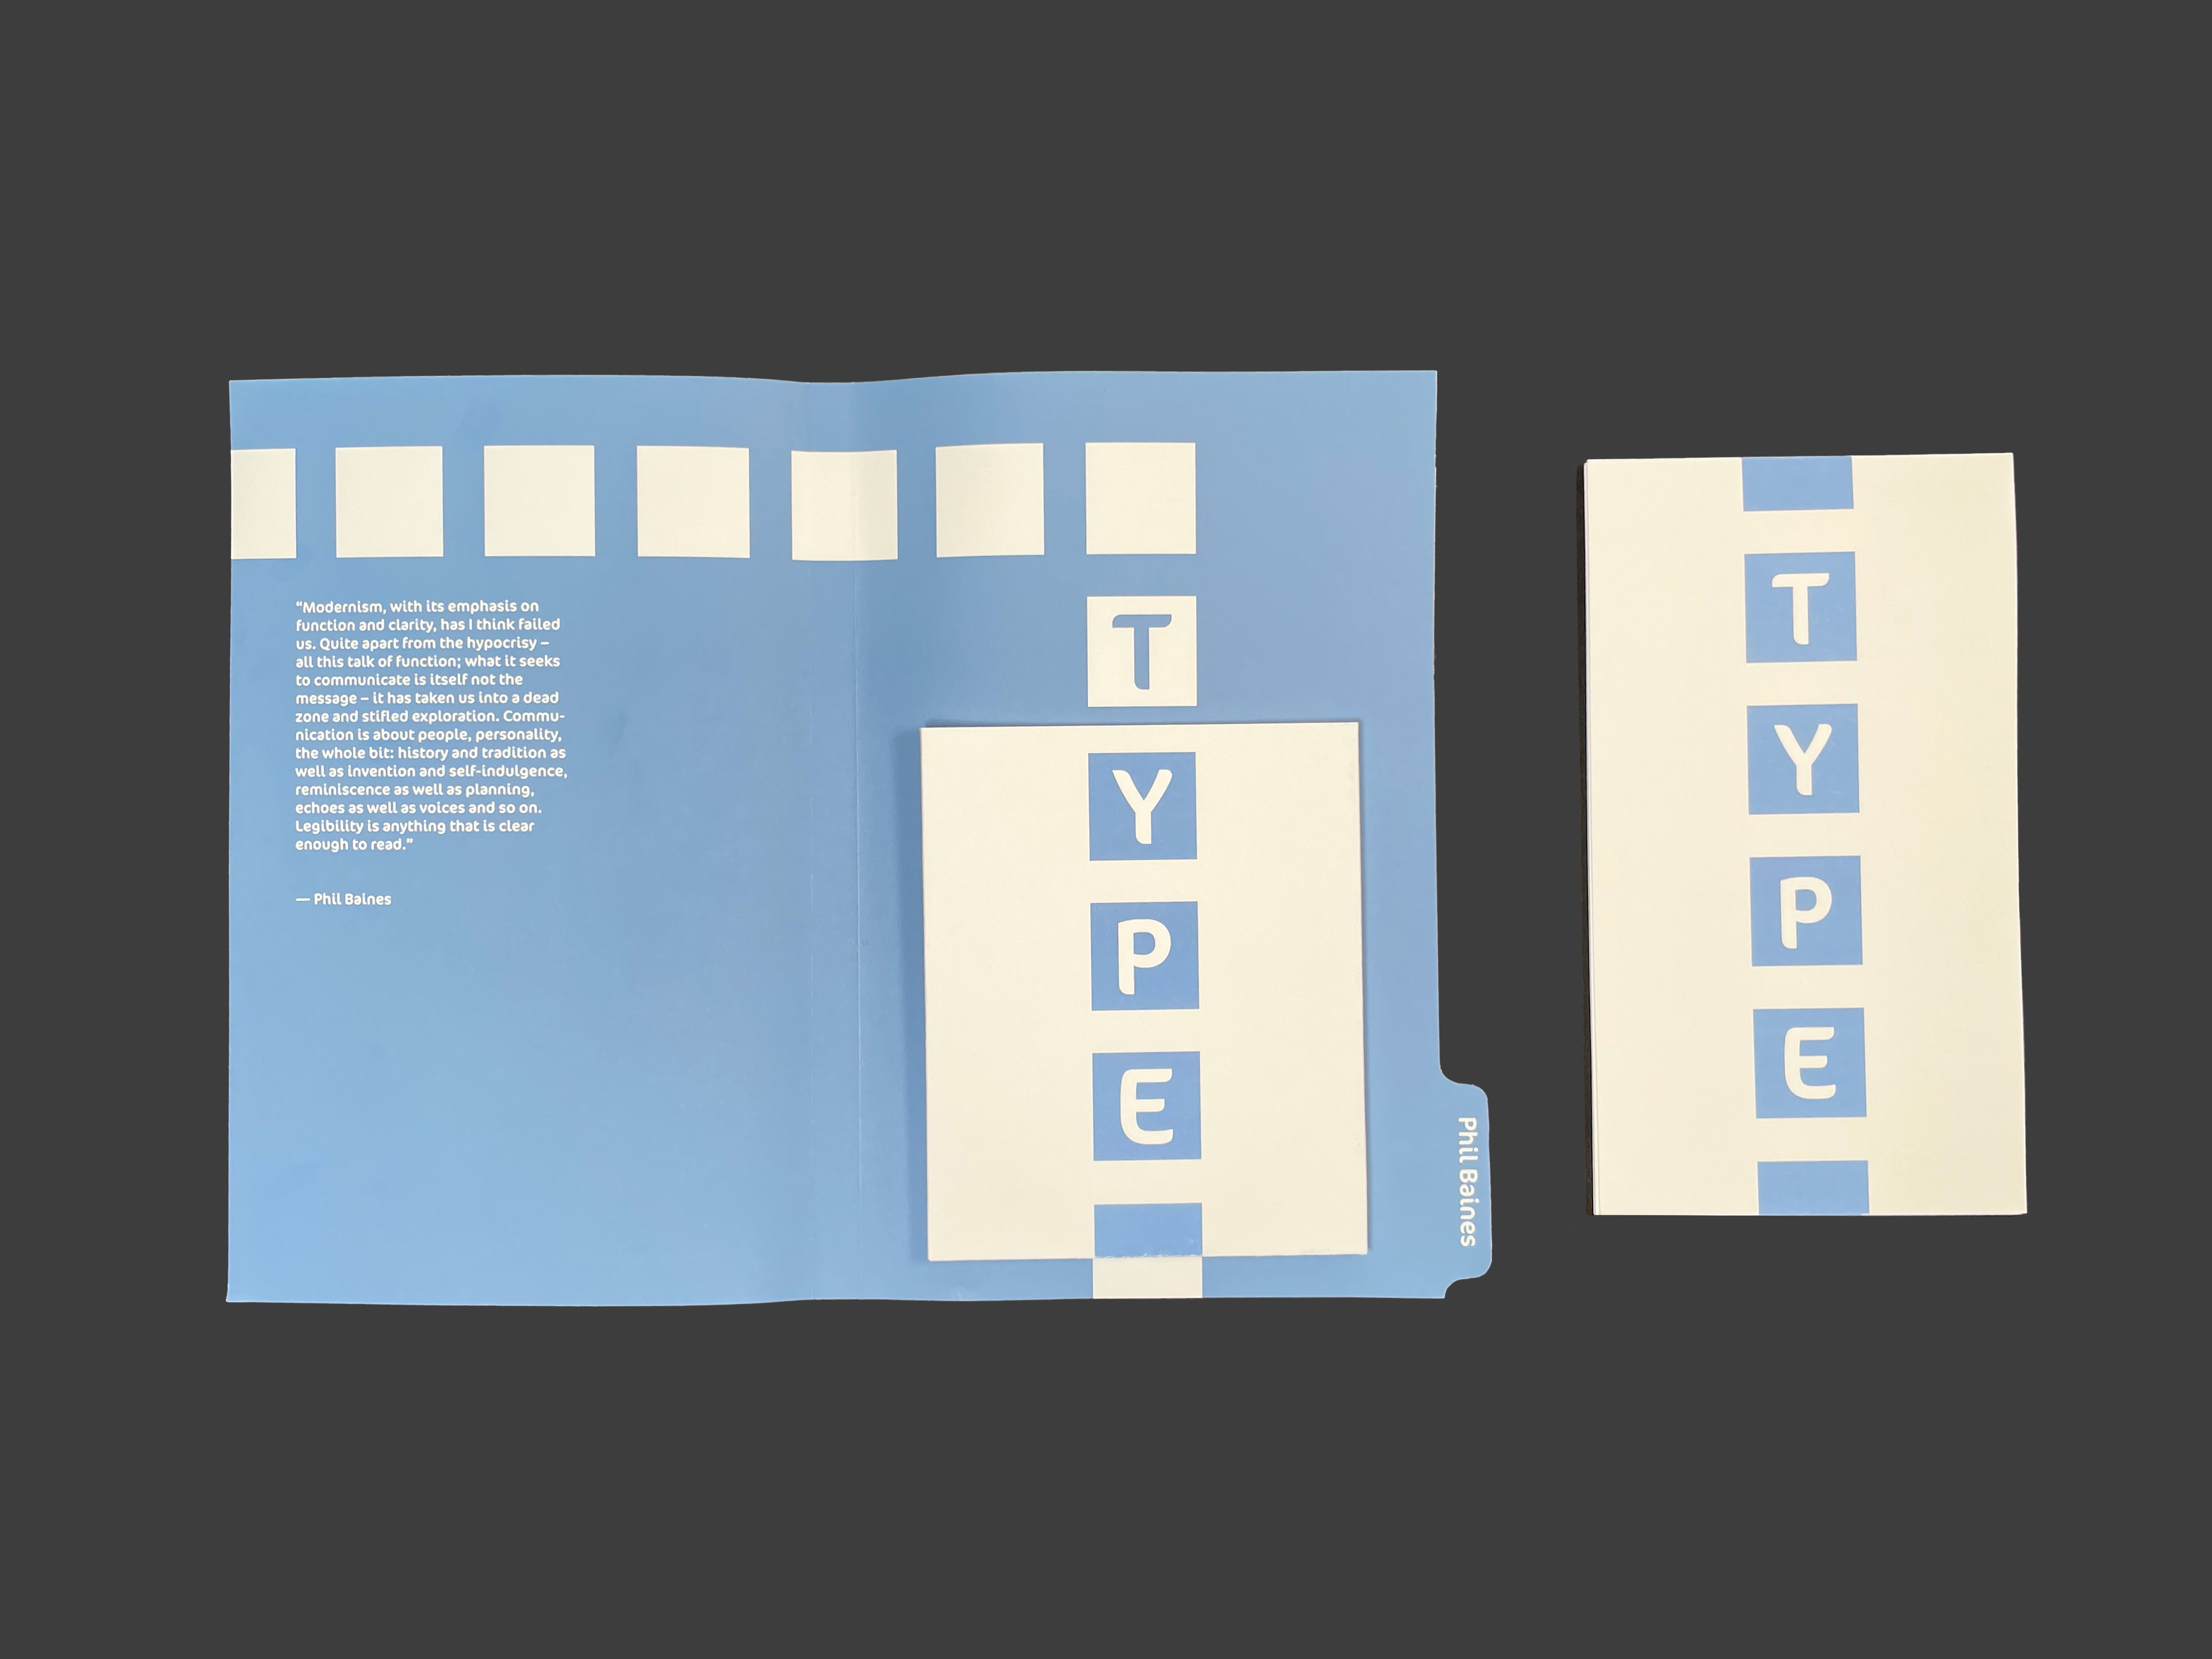 “Modernism, with its emphasis on
function and clarity, has I think failed
us. Quite apart from the hypocrisy –
all this talk of function; what it seeks
to communicate is itself not the
message – it has taken us into a dead
zone and stifled exploration. Commu-
nication is about people, personality,
the whole bit: history and tradition as
well as invention and self-indulgence,
reminiscence as well as planning,
echoes as well as voices and so on.
Legibility is anything that is clear
enough to read.”
— Phil Baines
T
Y
P
E
Phil Baines
T
Y
P
E